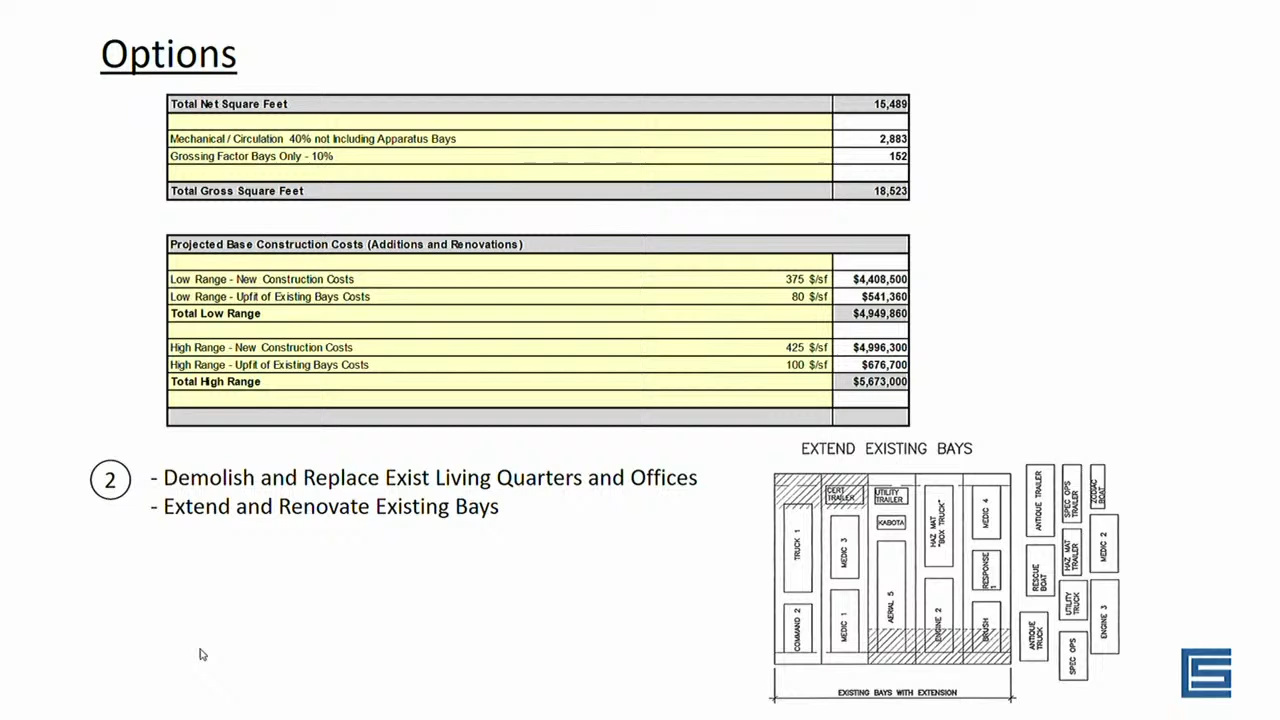 Options
Total Net Square Feet 15,489
Mechanical / Circulation 40% not Including Apparatus Bays 2,883
Grossing Factor Bays Only - 10% 152
Total Gross Square Feet 18,523
Projected Base Construction Costs (Additions and Renovations)
Low Range - New Construction Costs 375 $/sf $4,408,500
Low Range - Upfit of Existing Bays Costs 80 $/sf $541,360
Total Low Range $4,949,860
High Range - New Construction Costs 425 $/sf $4,996,300
High Range - Upfit of Existing Bays Costs 100 $/sf $676,700
Total High Range $5,673,000
2
- Demolish and Replace Exist Living Quarters and Offices
- Extend and Renovate Existing Bays
EXTEND EXISTING BAYS
TRUCK 1
COMMAND 2
CERT
TRAILER
MEDIC 3
MEDIC 1
UTILITY
TRAILER
KABOTA
AERIAL 5
HAZ MAT
"BOX TRUCK"
ENGINE 2
MEDIC 4
RESPONSE
1
BRUSH
ANTIQUE TRAILER
RESCUE
BOAT
ANTIQUE
TRUCK
SPEC OPS
TRAILER
HAZ MAT
TRAILER
UTILITY
TRUCK
SPEC OPS
ZODIAC
BOAT
MEDIC 2
ENGINE 3
EXISTING BAYS WITH EXTENSION